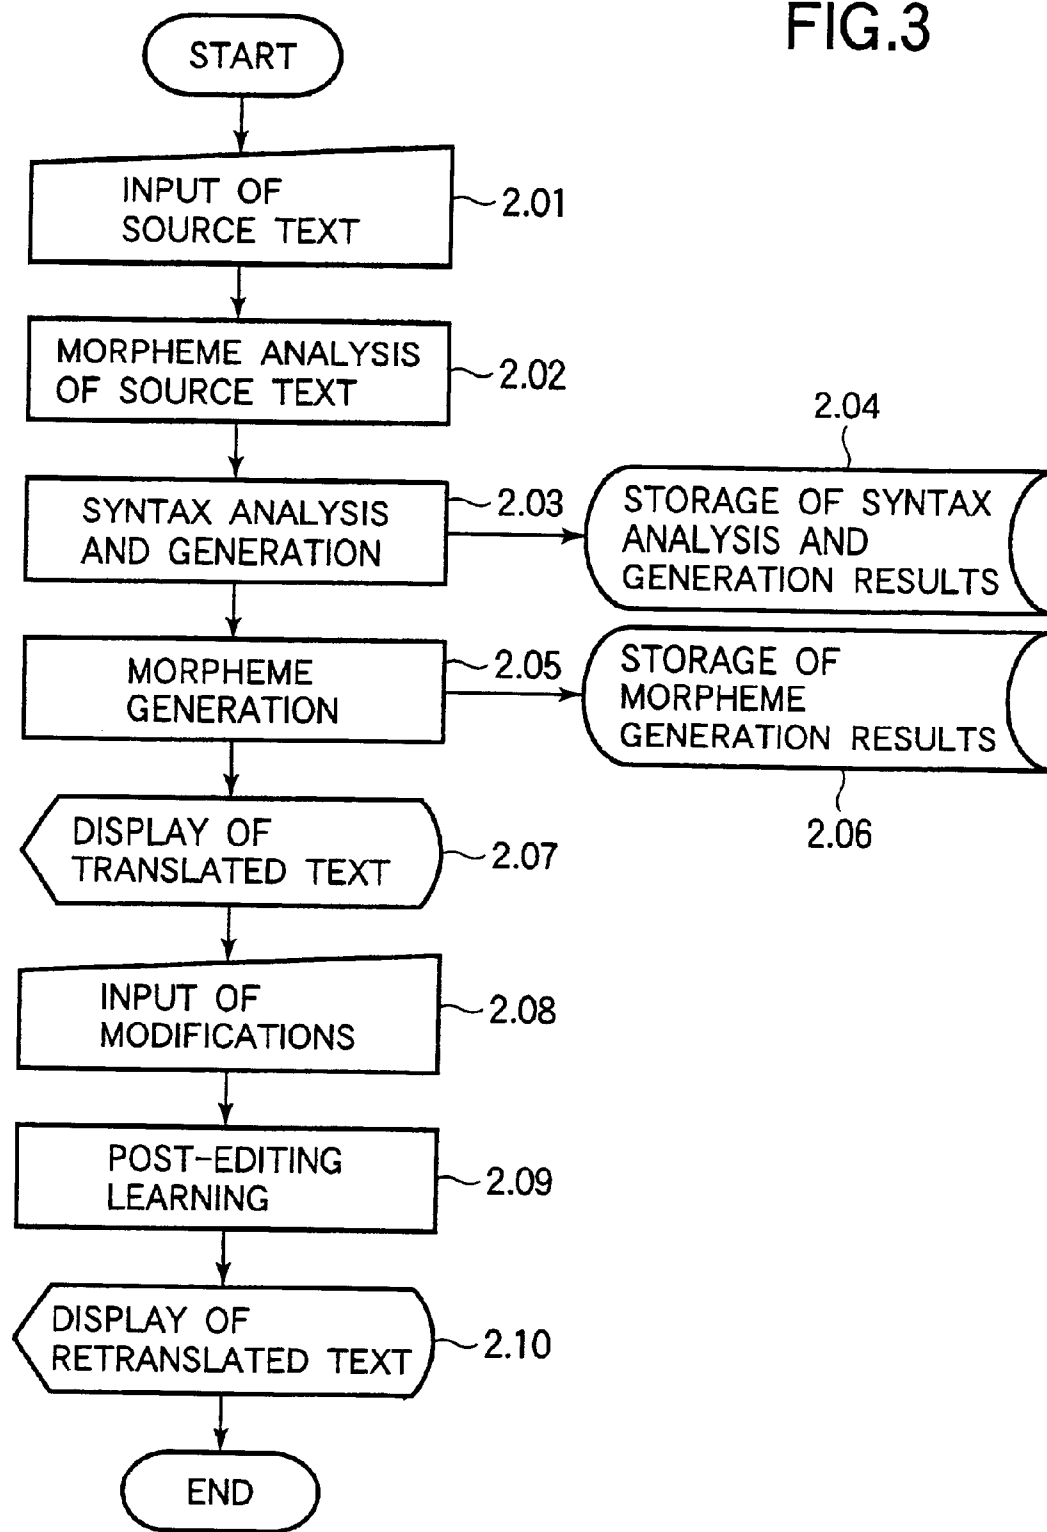 FIG.3
START
INPUT OF
SOURCE TEXT
2.01
MORPHEME ANALYSIS
OF SOURCE TEXT
2.02
SYNTAX ANALYSIS
AND GENERATION
2.03
2.04
STORAGE OF SYNTAX
ANALYSIS AND
GENERATION RESULTS
MORPHEME
GENERATION
2.05
STORAGE OF
MORPHEME
GENERATION RESULTS
2.06
DISPLAY OF
TRANSLATED TEXT
2.07
INPUT OF
MODIFICATIONS
2.08
POST-EDITING
LEARNING
2.09
DISPLAY OF
RETRANSLATED TEXT
2.10
END